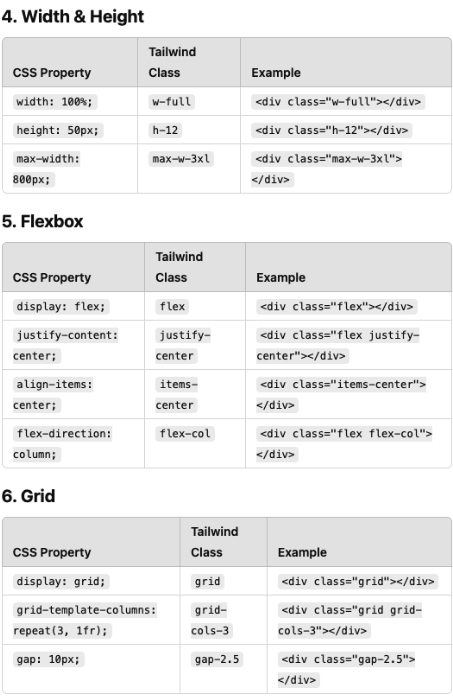 4. Width & Height
Tailwind
CSS Property Class Example
width: 100%; w-full <div class="w-full"></div>
height: 50px; h-12 <div class="h-12"></div>
max-width: max-w-3xl <div class="max-w-3xl">
800px; </div>
5. Flexbox
Tailwind
CSS Property Class Example
display: flex; flex <div class="flex"></div>
justify-content: justify- <div class="flex justify-
center; center center"></div>
align-items: items- <div class="items-center">
center; center </div>
flex-direction: flex-col <div class="flex flex-col">
column; </div>
6. Grid
Tailwind
CSS Property Class Example
display: grid; grid <div class="grid"></div>
grid-template-columns: grid- <div class="grid grid-
repeat(3, 1fr); cols-3 cols-3"></div>
gap: 10px; gap-2.5 <div class="gap-2.5">
</div>